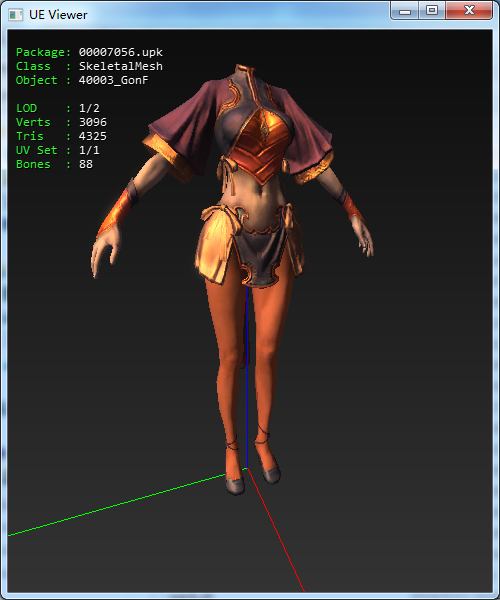 UE Viewer
Package: 00007056.upk
Class : SkeletalMesh
Object : 40003_GonF
LOD : 1/2
Verts : 3096
Tris : 4325
UV Set : 1/1
Bones : 88